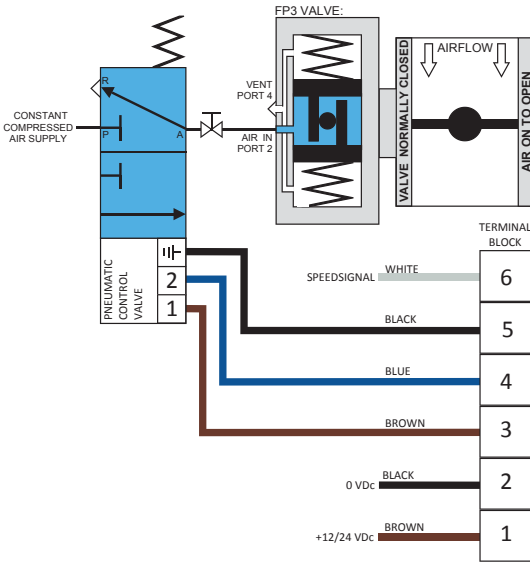 FP3 VALVE:
AIRFLOW
VALVE NORMALLY CLOSED
AIR ON TO OPEN
R
VENT
PORT 4
CONSTANT
COMPRESSED
AIR SUPPLY
P
A
AIR IN
PORT 2
TERMINAL
BLOCK
PNEUMATIC
CONTROL
VALVE
2
1
SPEEDSIGNAL
WHITE
6
BLACK
5
BLUE
4
BROWN
3
0 VDc
BLACK
2
+12/24 VDc
BROWN
1